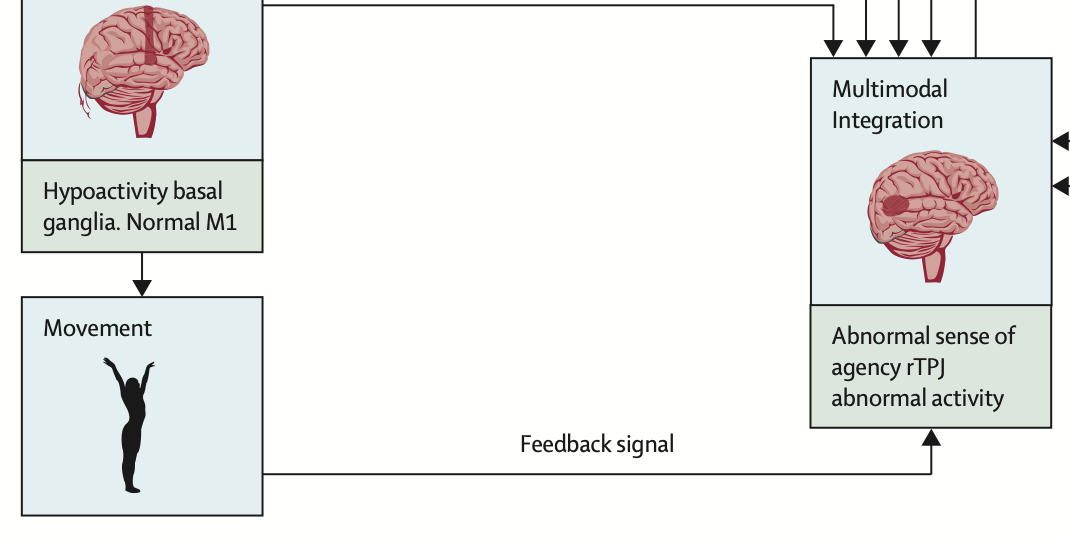 Hypoactivity basal
ganglia. Normal M1
Movement
Feedback signal
Multimodal
Integration
Abnormal sense of
agency rTPJ
abnormal activity